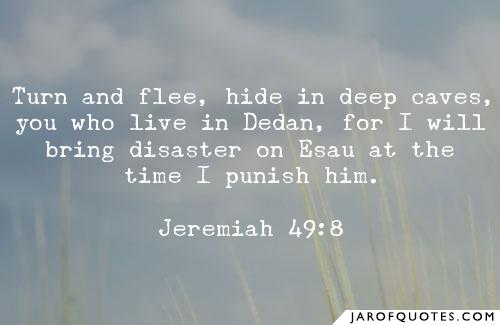 Turn and flee, hide in deep caves,
you who live in Dedan, for I will
bring disaster on Esau at the
time I punish him.
Jeremiah 49:8
JAROFQUOTES.COM